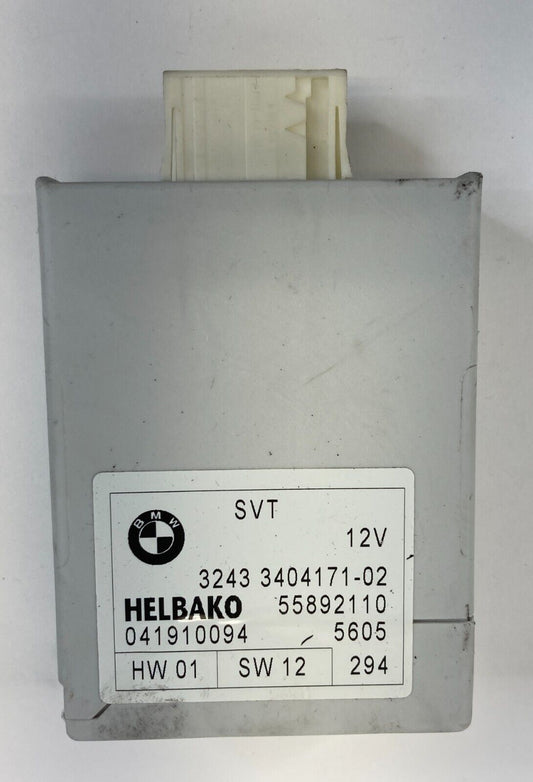 SVT
BMW
12V
3243 3404171-02
HELBAKO 55892110
041910094 5605
HW 01 SW 12 294